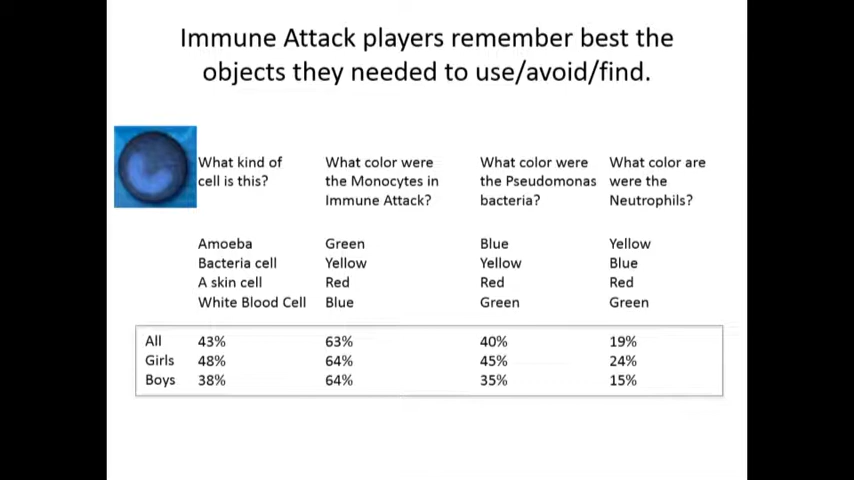 Immune Attack players remember best the
objects they needed to use/avoid/find.
What kind of What color were What color were What color are
cell is this? the Monocytes in the Pseudomonas were the
Immune Attack? bacteria? Neutrophils?
Amoeba Green Blue Yellow
Bacteria cell Yellow Yellow Blue
A skin cell Red Red Red
White Blood Cell Blue Green Green
All 43% 63% 40% 19%
Girls 48% 64% 45% 24%
Boys 38% 64% 35% 15%